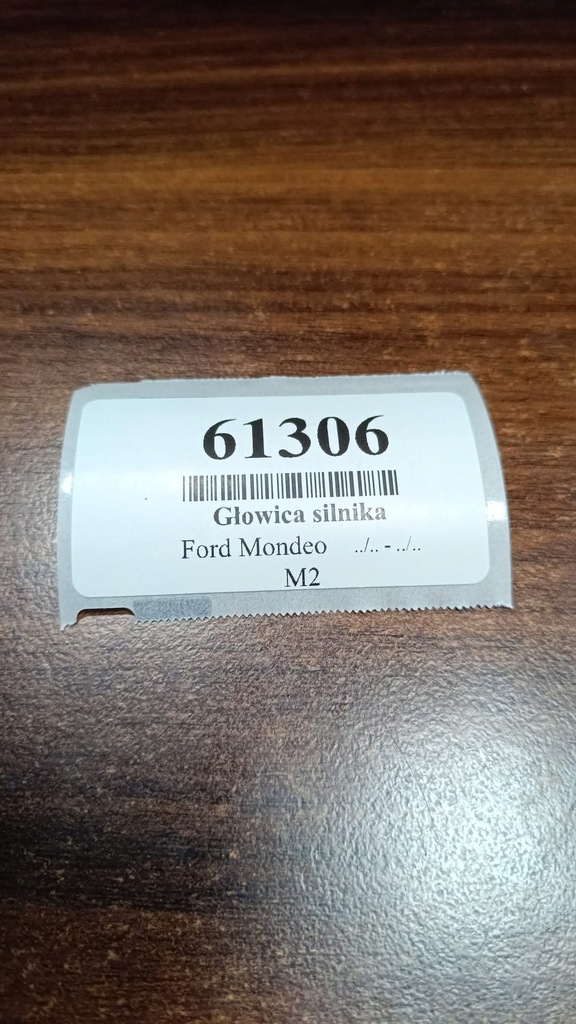 61306
Głowica silnika
Ford Mondeo ../.. - ../..
M2